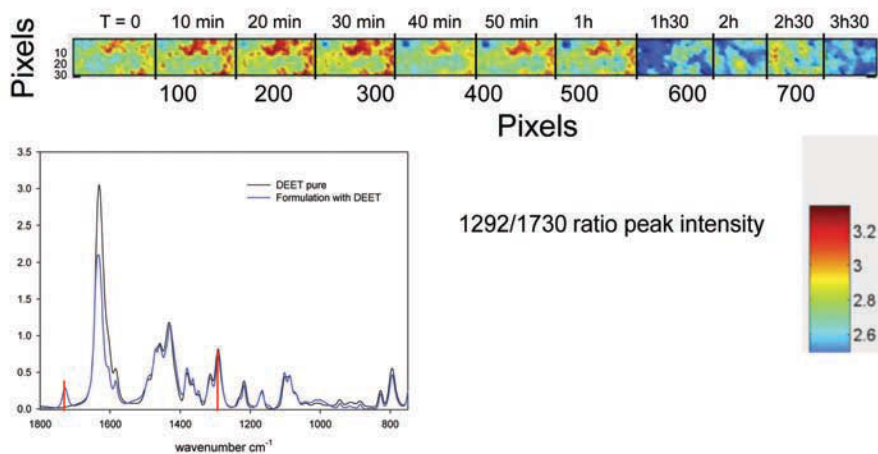 T = 0 10 min 20 min 30 min 40 min 50 min 1h 1h30 2h 2h30 3h30
Pixels
10
20
30
100 200 300 400 500 600 700
Pixels
3.5
3.0
2.5
2.0
1.5
1.0
0.5
0.0
DEET pure
Formulation with DEET
1800 1600 1400 1200 1000 800
wavenumber cm-1
1292/1730 ratio peak intensity
3.2
3
2.8
2.6